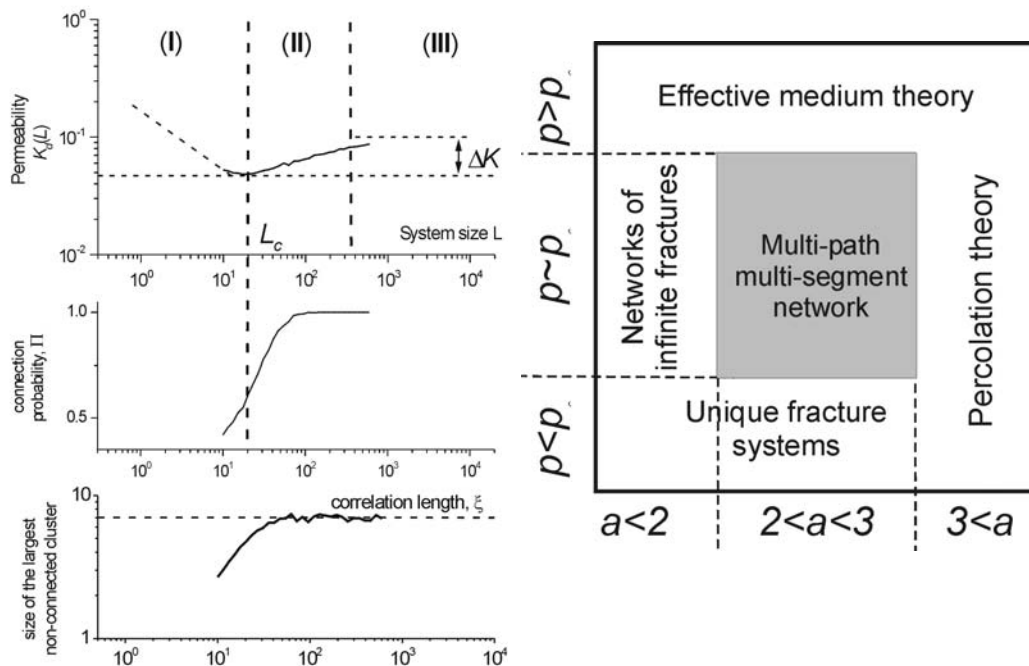 10⁰
(I)
(II)
(III)
10⁻¹
ΔK
Permeability
K_d(L)
L_c
System size L
10⁻²
10⁰
10¹
10²
10³
10⁴
1.0
connection
probability, Π
0.5
10⁰
10¹
10²
10³
10⁴
10
correlation length, ξ
size of the largest
non-connected cluster
1
10⁰
10¹
10²
10³
10⁴
p>p
Effective medium theory
p~p
Networks of
infinite fractures
Multi-path
multi-segment
network
Percolation theory
p<p
Unique fracture
systems
a<2
2<a<3
3<a